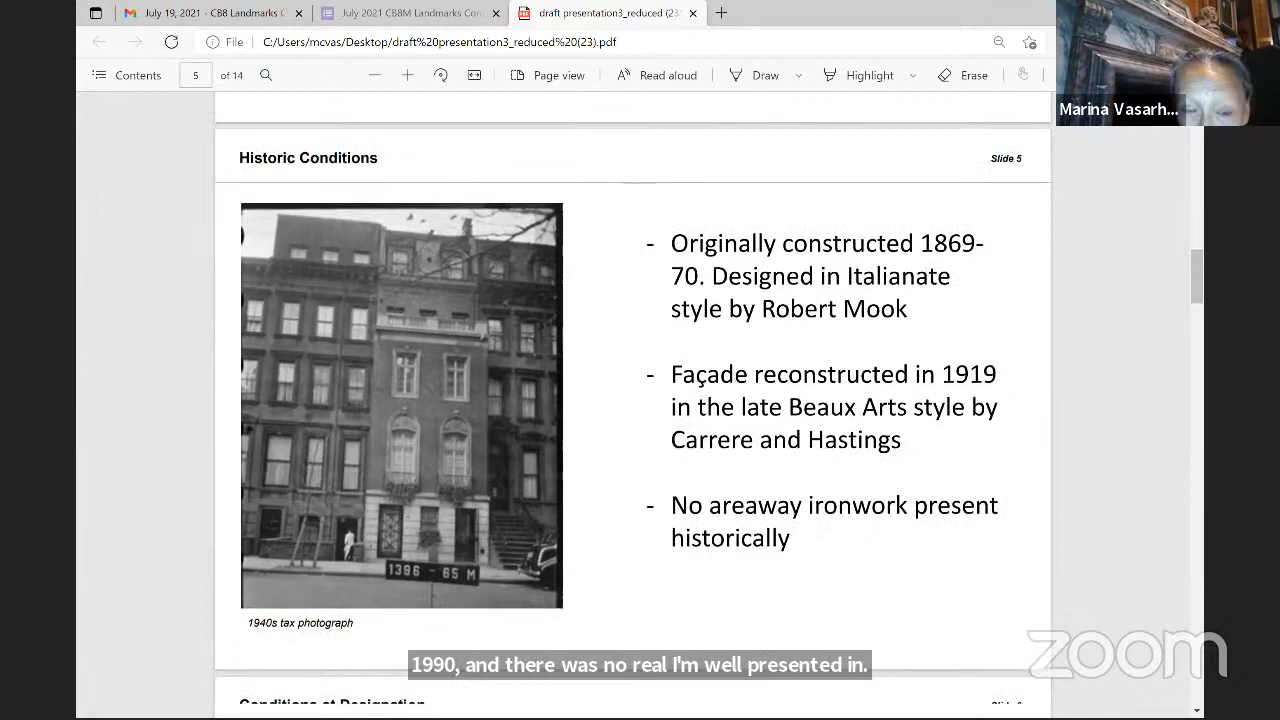 July 19, 2021 - CB8 Landmarks C
July 2021 CB8M Landmarks Con
draft presentation3_reduced (23)
File
C:/Users/mcvas/Desktop/draft%20presentation3_reduced%20(23).pdf
Contents
5
of 14
Page view
Read aloud
Draw
Highlight
Erase
Marina Vasarh...
Historic Conditions
Slide 5
- Originally constructed 1869-
70. Designed in Italianate
style by Robert Mook
- Façade reconstructed in 1919
in the late Beaux Arts style by
Carrere and Hastings
- No areaway ironwork present
historically
1396 - 65 M
1940s tax photograph
zoom
1990, and there was no real I'm well presented in.
Conditions at Designation